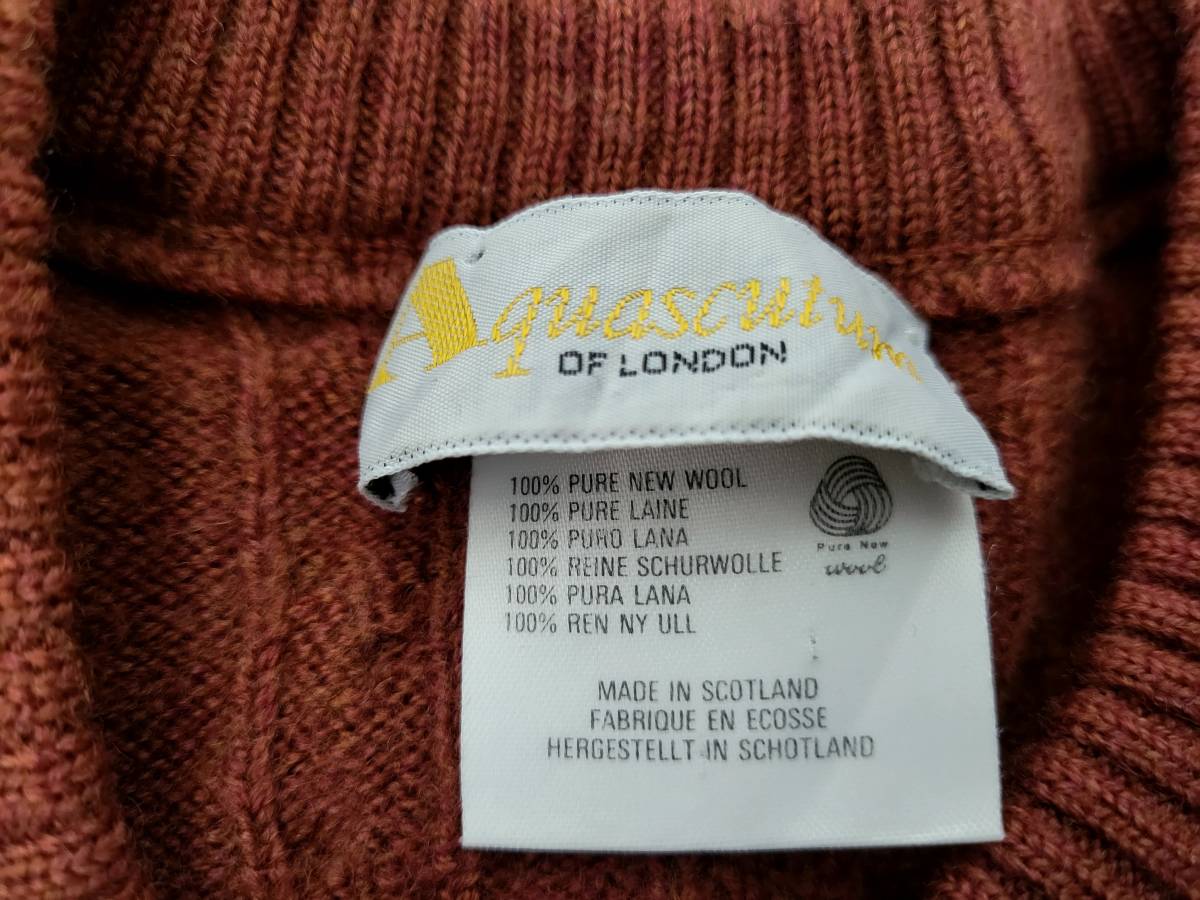 Aquascutum
OF LONDON
100% PURE NEW WOOL
100% PURE LAINE
100% PURO LANA
100% REINE SCHURWOLLE
100% PURA LANA
100% REN NY ULL
Pure New
wool
MADE IN SCOTLAND
FABRIQUE EN ECOSSE
HERGESTELLT IN SCHOTLAND